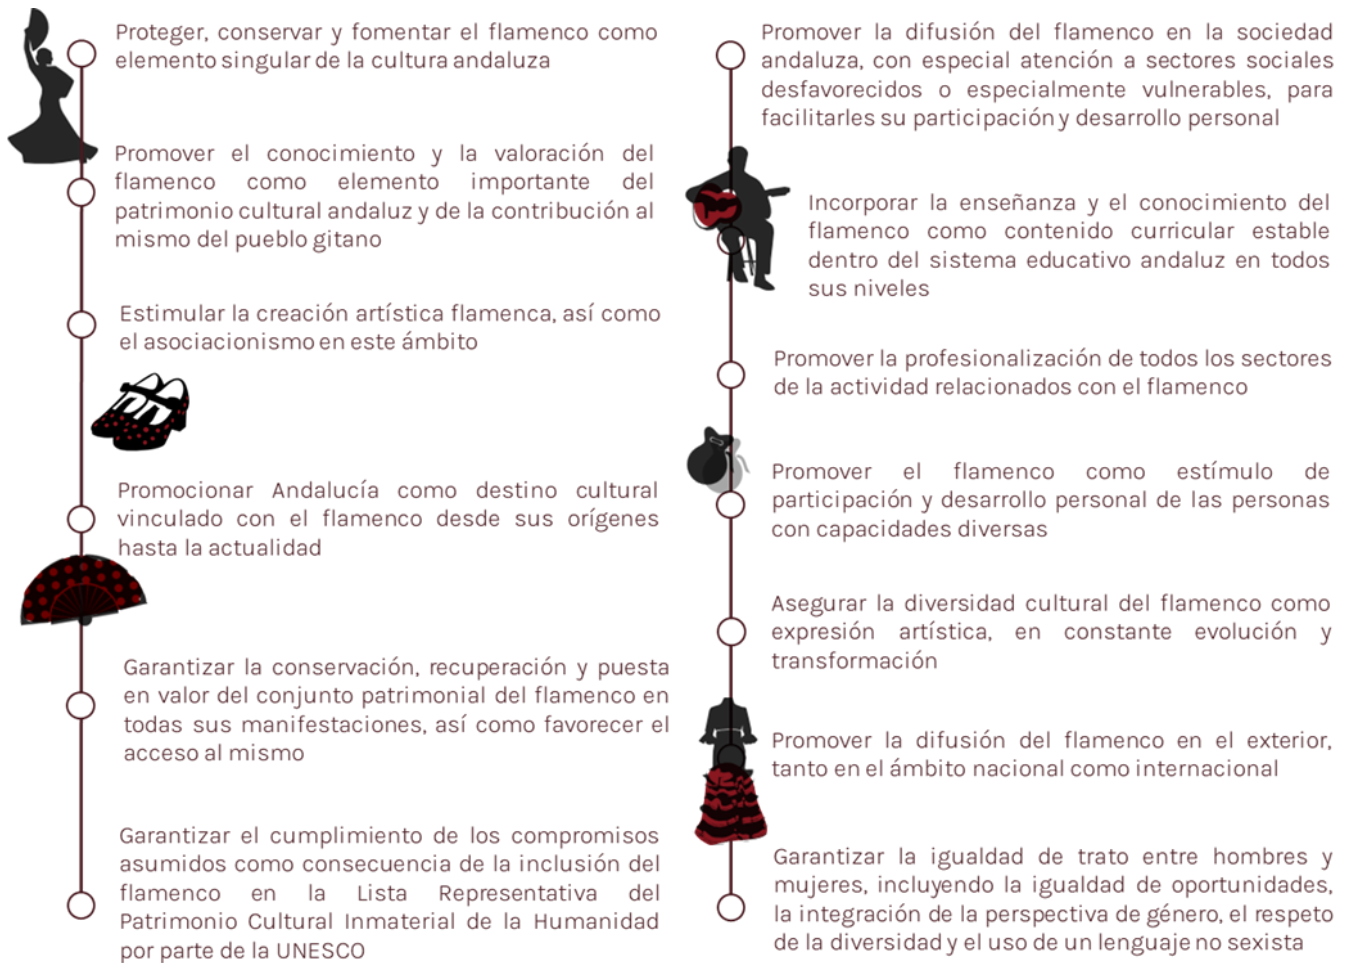 Proteger, conservar y fomentar el flamenco como
elemento singular de la cultura andaluza
Promover el conocimiento y la valoración del
flamenco como elemento importante del
patrimonio cultural andaluz y de la contribución al
mismo del pueblo gitano
Estimular la creación artística flamenca, así como
el asociacionismo en este ámbito
Promocionar Andalucía como destino cultural
vinculado con el flamenco desde sus orígenes
hasta la actualidad
Garantizar la conservación, recuperación y puesta
en valor del conjunto patrimonial del flamenco en
todas sus manifestaciones, así como favorecer el
acceso al mismo
Garantizar el cumplimiento de los compromisos
asumidos como consecuencia de la inclusión del
flamenco en la Lista Representativa del
Patrimonio Cultural Inmaterial de la Humanidad
por parte de la UNESCO
Promover la difusión del flamenco en la sociedad
andaluza, con especial atención a sectores sociales
desfavorecidos o especialmente vulnerables, para
facilitarles su participación y desarrollo personal
Incorporar la enseñanza y el conocimiento del
flamenco como contenido curricular estable
dentro del sistema educativo andaluz en todos
sus niveles
Promover la profesionalización de todos los sectores
de la actividad relacionados con el flamenco
Promover el flamenco como estímulo de
participación y desarrollo personal de las personas
con capacidades diversas
Asegurar la diversidad cultural del flamenco como
expresión artística, en constante evolución y
transformación
Promover la difusión del flamenco en el exterior,
tanto en el ámbito nacional como internacional
Garantizar la igualdad de trato entre hombres y
mujeres, incluyendo la igualdad de oportunidades,
la integración de la perspectiva de género, el respeto
de la diversidad y el uso de un lenguaje no sexista